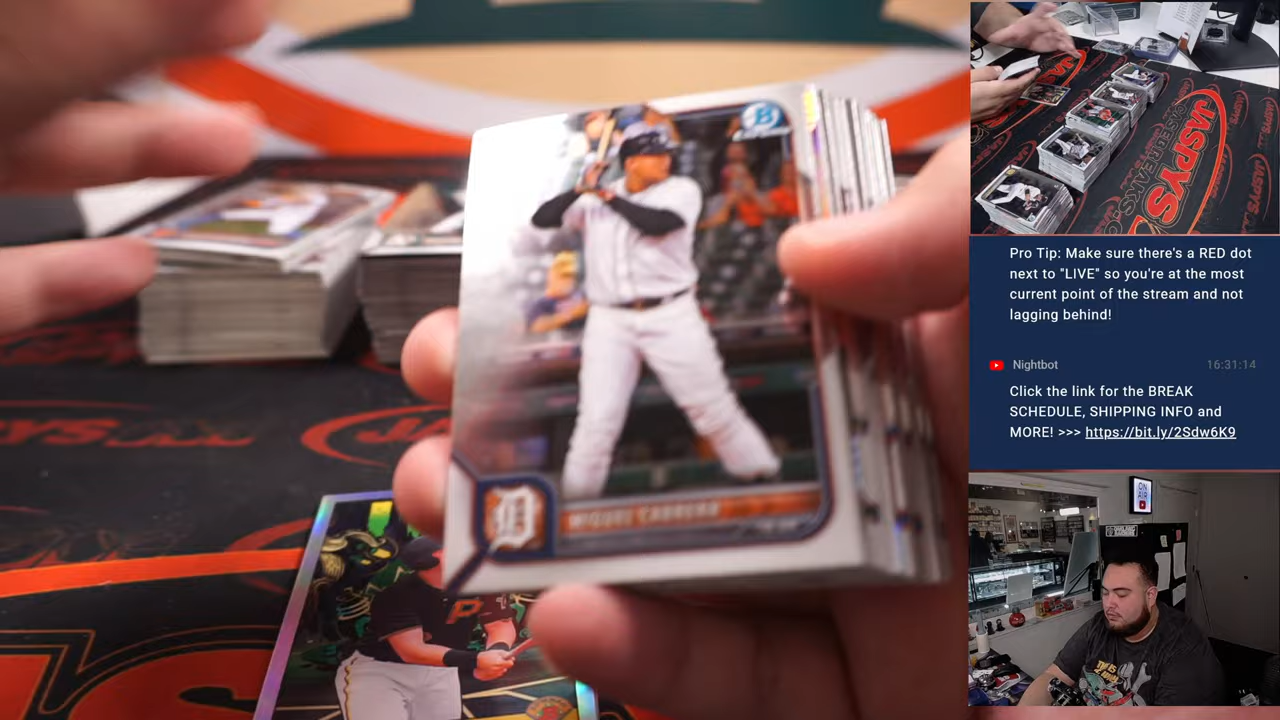 MIGUEL CABRERA
D
P
B
JASPYS
CASEBREAKS.COM
Pro Tip: Make sure there's a RED dot
next to "LIVE" so you're at the most
current point of the stream and not
lagging behind!
Nightbot
16:31:14
Click the link for the BREAK
SCHEDULE, SHIPPING INFO and
MORE! >>> https://bit.ly/2Sdw6K9
ON
AIR